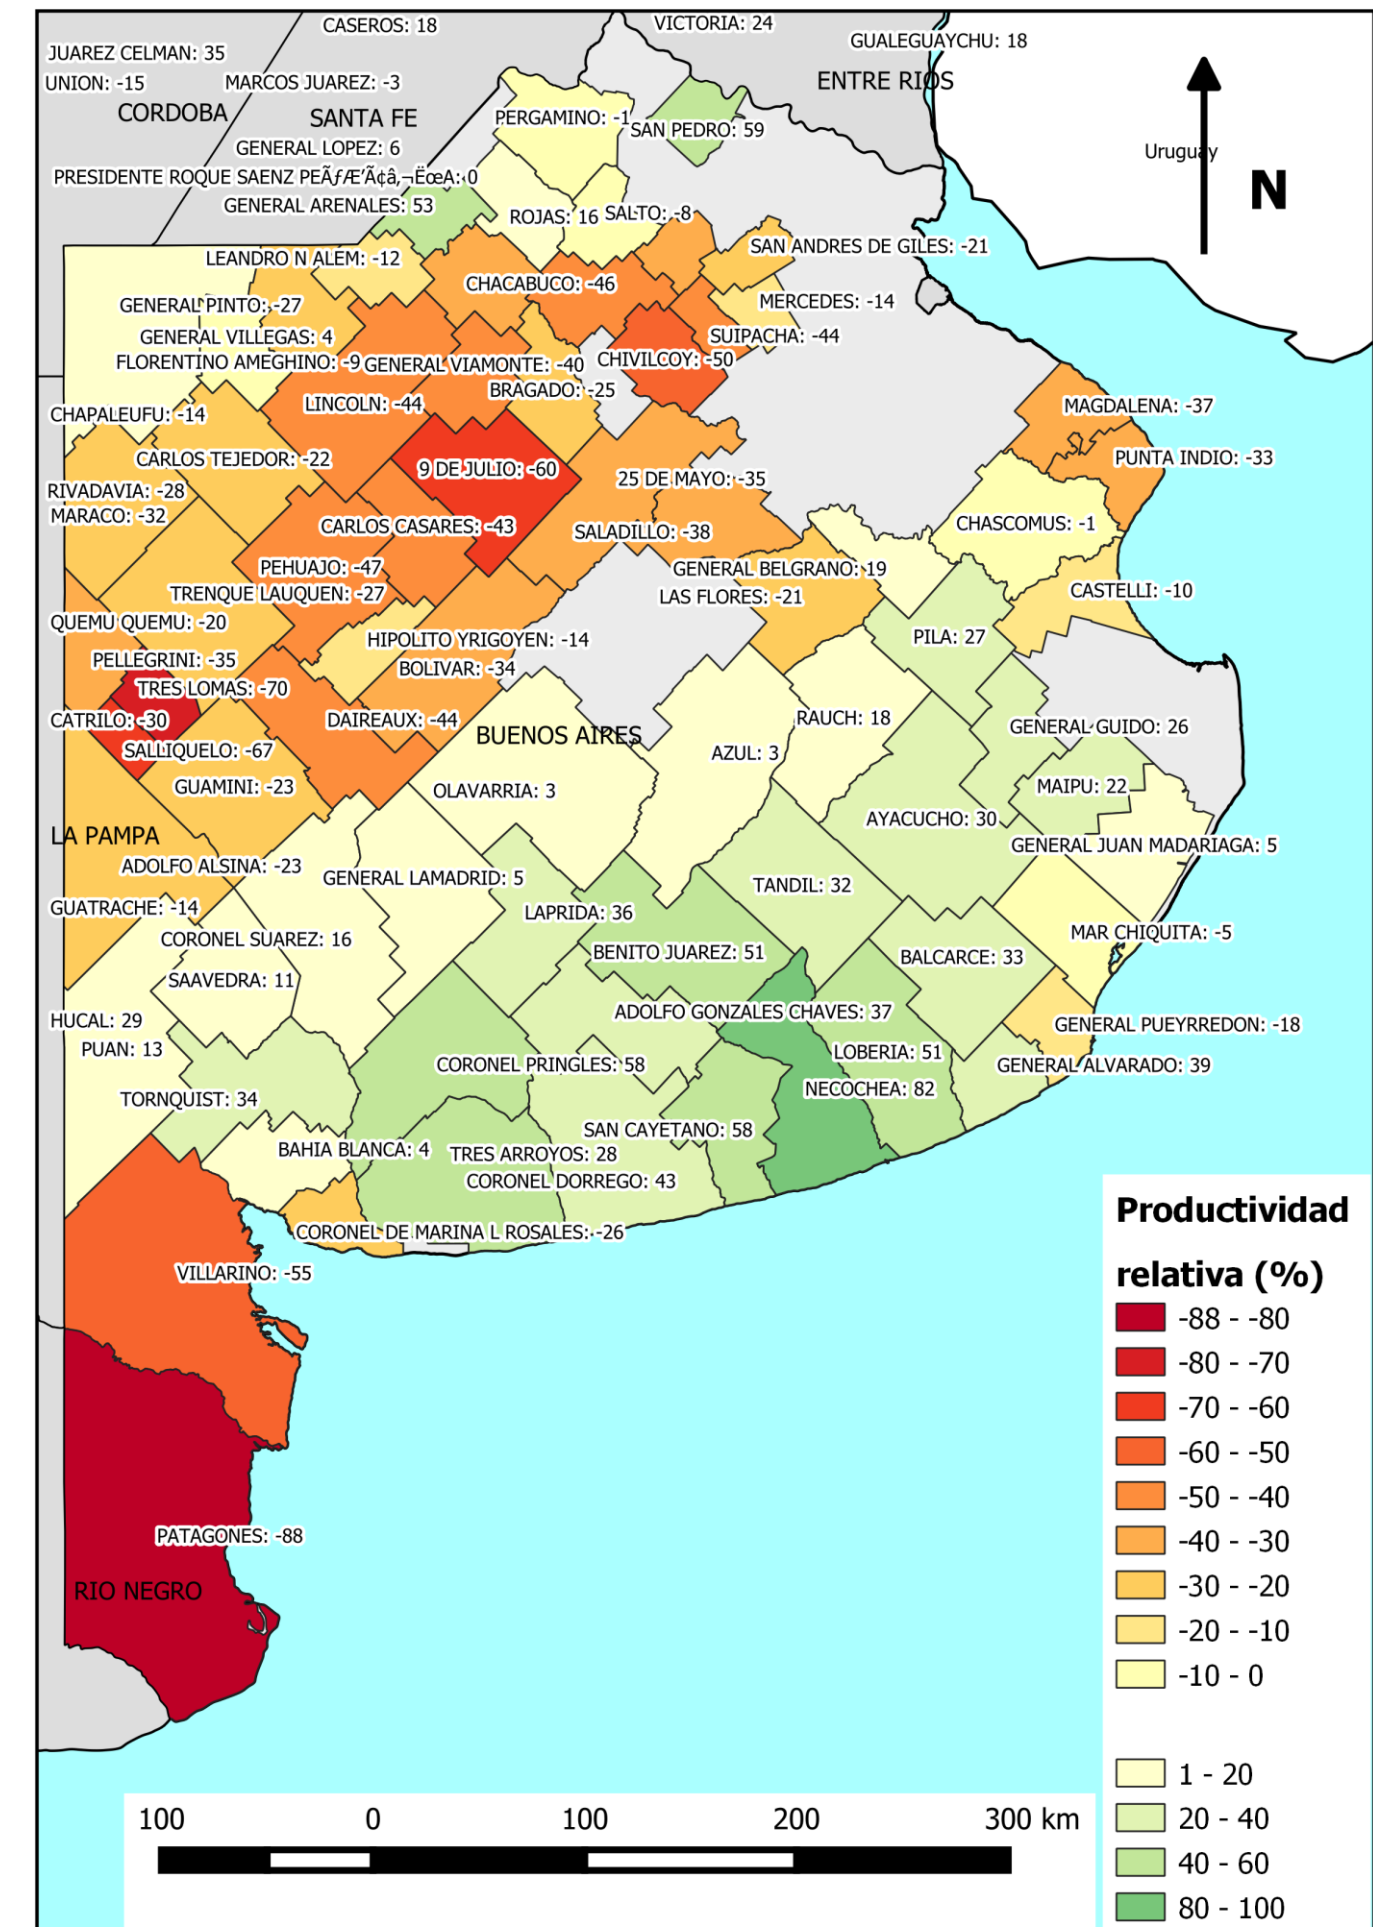 CASEROS: 18
VICTORIA: 24
GUALEGUAYCHU: 18
JUAREZ CELMAN: 35
UNION: -15
MARCOS JUAREZ: -3
ENTRE RIOS
CORDOBA
SANTA FE
PERGAMINO: -1
SAN PEDRO: 59
GENERAL LOPEZ: 6
Uruguay
N
PRESIDENTE ROQUE SAENZ PEÃƒÆ’Ã¢â‚¬ËœA: 0
GENERAL ARENALES: 53
ROJAS: 16
SALTO: -8
SAN ANDRES DE GILES: -21
LEANDRO N ALEM: -12
CHACABUCO: -46
MERCEDES: -14
GENERAL PINTO: -27
GENERAL VILLEGAS: 4
SUIPACHA: -44
FLORENTINO AMEGHINO: -9
GENERAL VIAMONTE: -40
CHIVILCOY: -50
BRAGADO: -25
LINCOLN: -44
MAGDALENA: -37
CHAPALEUFU: -14
CARLOS TEJEDOR: -22
9 DE JULIO: -60
25 DE MAYO: -35
PUNTA INDIO: -33
RIVADAVIA: -28
MARACO: -32
CARLOS CASARES: -43
SALADILLO: -38
CHASCOMUS: -1
PEHUAJO: -47
GENERAL BELGRANO: 19
TRENQUE LAUQUEN: -27
LAS FLORES: -21
CASTELLI: -10
QUEMU QUEMU: -20
HIPOLITO YRIGOYEN: -14
PILA: 27
PELLEGRINI: -35
BOLIVAR: -34
TRES LOMAS: -70
CATRILO: -30
DAIREAUX: -44
BUENOS AIRES
RAUCH: 18
GENERAL GUIDO: 26
SALLIQUELO: -67
AZUL: 3
GUAMINI: -23
OLAVARRIA: 3
MAIPU: 22
AYACUCHO: 30
LA PAMPA
GENERAL JUAN MADARIAGA: 5
ADOLFO ALSINA: -23
GENERAL LAMADRID: 5
TANDIL: 32
GUATRACHE: -14
LAPRIDA: 36
MAR CHIQUITA: -5
CORONEL SUAREZ: 16
BENITO JUAREZ: 51
BALCARCE: 33
SAAVEDRA: 11
HUCAL: 29
ADOLFO GONZALES CHAVES: 37
GENERAL PUEYRREDON: -18
PUAN: 13
CORONEL PRINGLES: 58
LOBERIA: 51
GENERAL ALVARADO: 39
TORNQUIST: 34
NECOCHEA: 82
SAN CAYETANO: 58
BAHIA BLANCA: 4
TRES ARROYOS: 28
CORONEL DORREGO: 43
CORONEL DE MARINA L ROSALES: -26
VILLARINO: -55
PATAGONES: -88
RIO NEGRO
Productividad
relativa (%)
-88 - -80
-80 - -70
-70 - -60
-60 - -50
-50 - -40
-40 - -30
-30 - -20
-20 - -10
-10 - 0
1 - 20
20 - 40
40 - 60
80 - 100
100 0 100 200 300 km